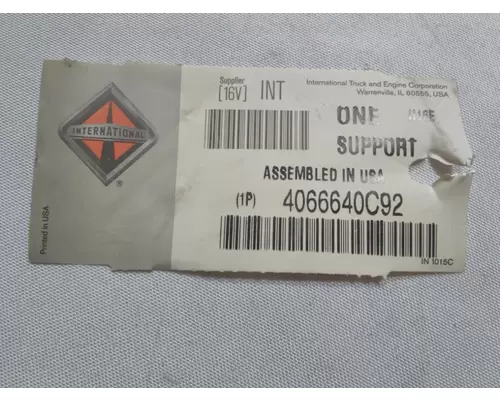 INTERNATIONAL
®
Printed in USA
Supplier
[16V] INT
International Truck and Engine Corporation
Warrenville, IL 60555, USA
ONE
SUPPORT
ASSEMBLED IN USA
(1P) 4066640C92
IN 1015C